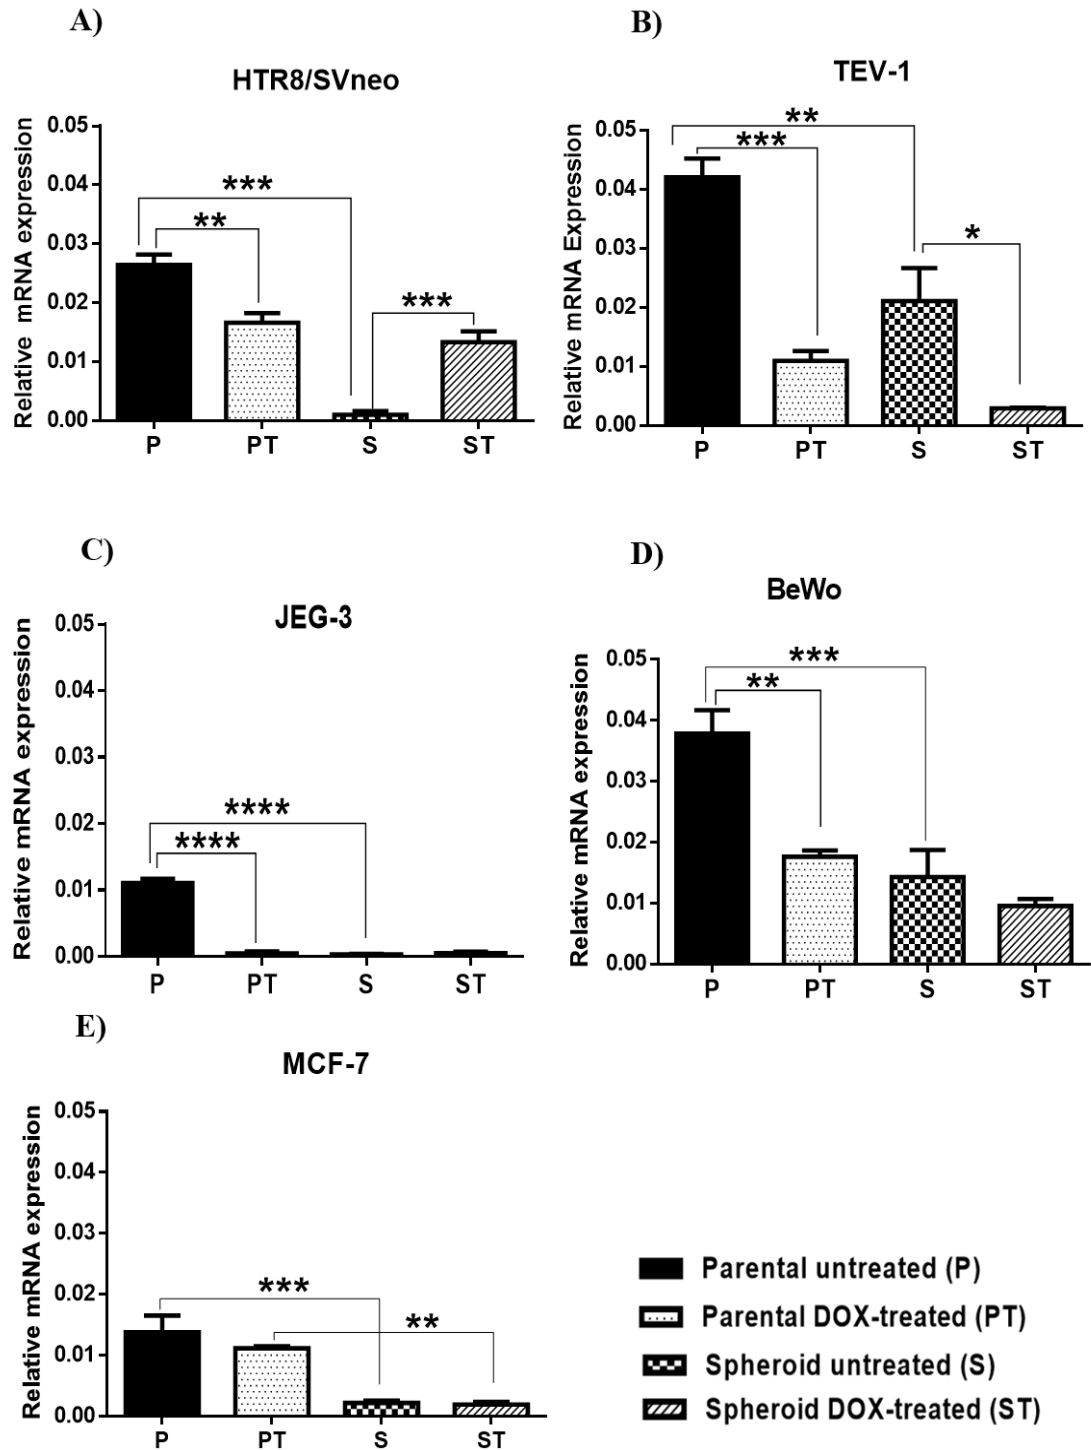 A)
HTR8/SVneo
Relative mRNA expression
0.05
0.04
0.03
0.02
0.01
0.00
***
**
***
P PT S ST
B)
TEV-1
Relative mRNA Expression
0.05
0.04
0.03
0.02
0.01
0.00
**
***
*
P PT S ST
C)
JEG-3
Relative mRNA expression
0.05
0.04
0.03
0.02
0.01
0.00
****
****
P PT S ST
D)
BeWo
Relative mRNA expression
0.05
0.04
0.03
0.02
0.01
0.00
***
**
P PT S ST
E)
MCF-7
Relative mRNA expression
0.05
0.04
0.03
0.02
0.01
0.00
***
**
P PT S ST
Parental untreated (P)
Parental DOX-treated (PT)
Spheroid untreated (S)
Spheroid DOX-treated (ST)